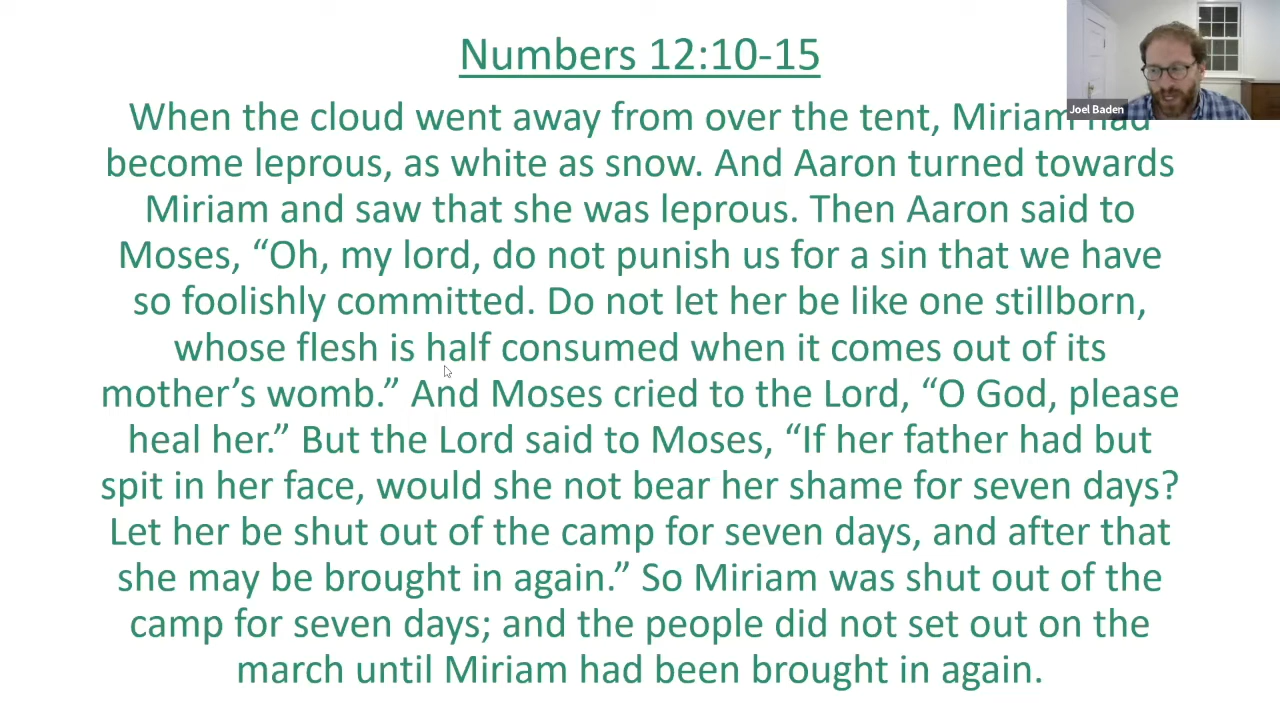 Numbers 12:10-15
Joel Baden
When the cloud went away from over the tent, Miriam had
become leprous, as white as snow. And Aaron turned towards
Miriam and saw that she was leprous. Then Aaron said to
Moses, “Oh, my lord, do not punish us for a sin that we have
so foolishly committed. Do not let her be like one stillborn,
whose flesh is half consumed when it comes out of its
mother’s womb.” And Moses cried to the Lord, “O God, please
heal her.” But the Lord said to Moses, “If her father had but
spit in her face, would she not bear her shame for seven days?
Let her be shut out of the camp for seven days, and after that
she may be brought in again.” So Miriam was shut out of the
camp for seven days; and the people did not set out on the
march until Miriam had been brought in again.